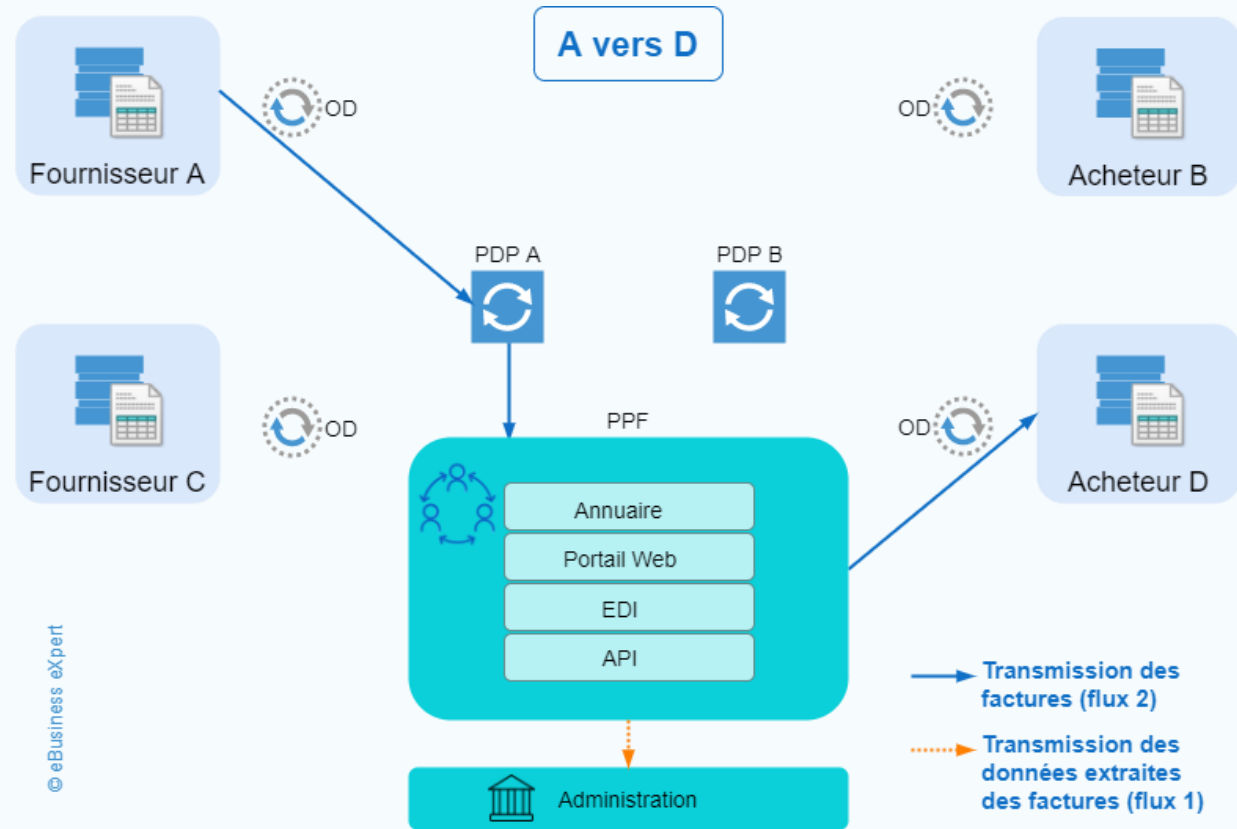 A vers D
OD
OD
Fournisseur A
Acheteur B
PDP A
PDP B
PPF
OD
OD
Fournisseur C
Acheteur D
Annuaire
Portail Web
EDI
API
© eBusiness eXpert
Transmission des
factures (flux 2)
Transmission des
données extraites
des factures (flux 1)
Administration